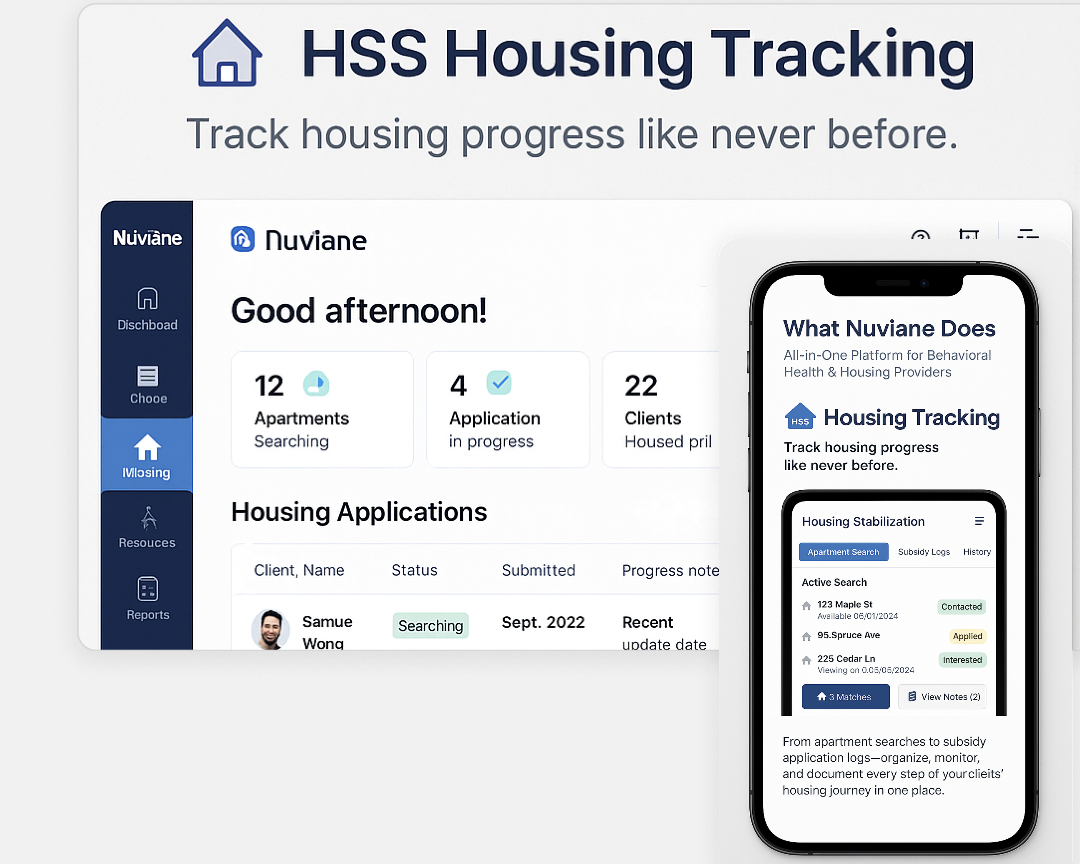 HSS Housing Tracking
Track housing progress like never before.
Nuviane
Dischboad
Chooe
Resouces
Reports
Nuviane
Good afternoon!
12
Apartments
Searching
4
Application
in progress
22
Clients
Housed pril
Housing Applications
Client, Name Status Submitted Progress note
Samue
Wong
Searching
Sept. 2022
Recent
update date
What Nuviane Does
All-in-One Platform for Behavioral
Health & Housing Providers
HSS
Housing Tracking
Track housing progress
like never before.
Housing Stabilization
Apartment Search Subsidy Logs History
Active Search
123 Maple St
Available 06/01/2024
Contacted
95.Spruce Ave
Applied
225 Cedar Ln
Viewing on 0.05/05/2024
Interested
3 Matches
View Notes (2)
From apartment searches to subsidy
application logs—organize, monitor,
and document every step of yourclieits’
housing journey in one place.